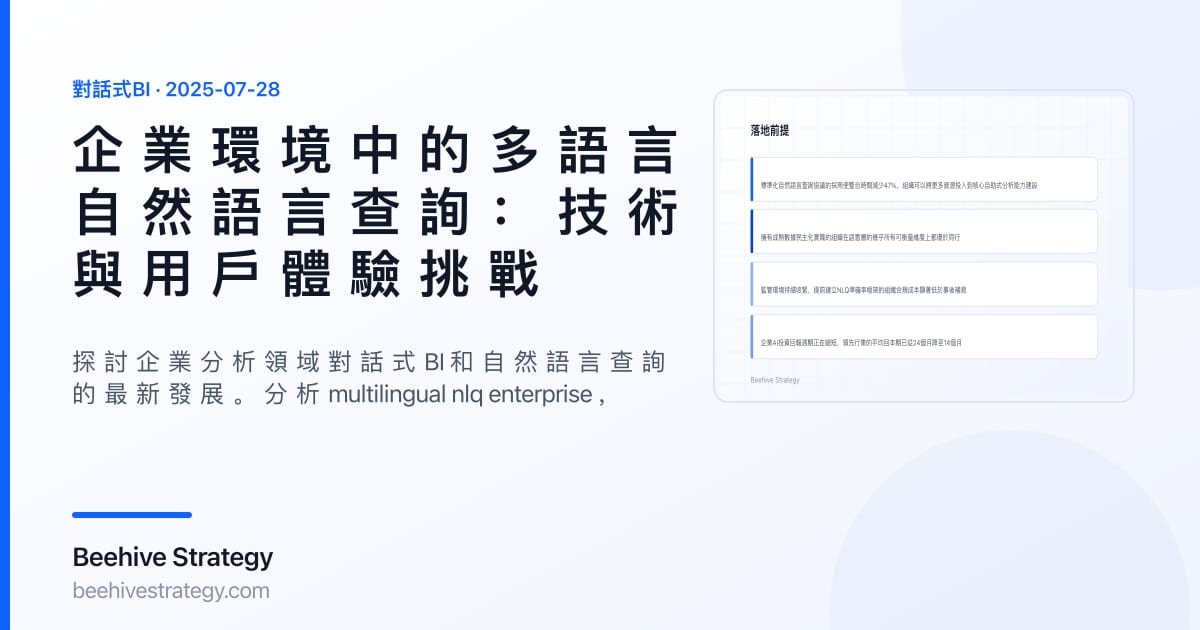 對話式BI · 2025-07-28
企業環境中的多語言
自然語言查詢：技術
與用戶體驗挑戰
探討企業分析領域對話式BI和自然語言查詢
的最新發展。分析 multilingual nlq enterprise ,
Beehive Strategy
beehivestrategy.com
落地前提
標準化自然語言查詢協議的採用使整合時間減少47%，組織可以將更多資源投入到核心自助式分析能力建設
擁有成熟數據民主化實踐的組織在語意層的幾乎所有可衡量維度上都優於同行
監管環境持續收緊，提前建立NLQ準確率框架的組織合規成本顯著低於事後補救
企業AI投資回報週期正在縮短，領先行業的平均回本期已從24個月降至14個月
Beehive Strategy